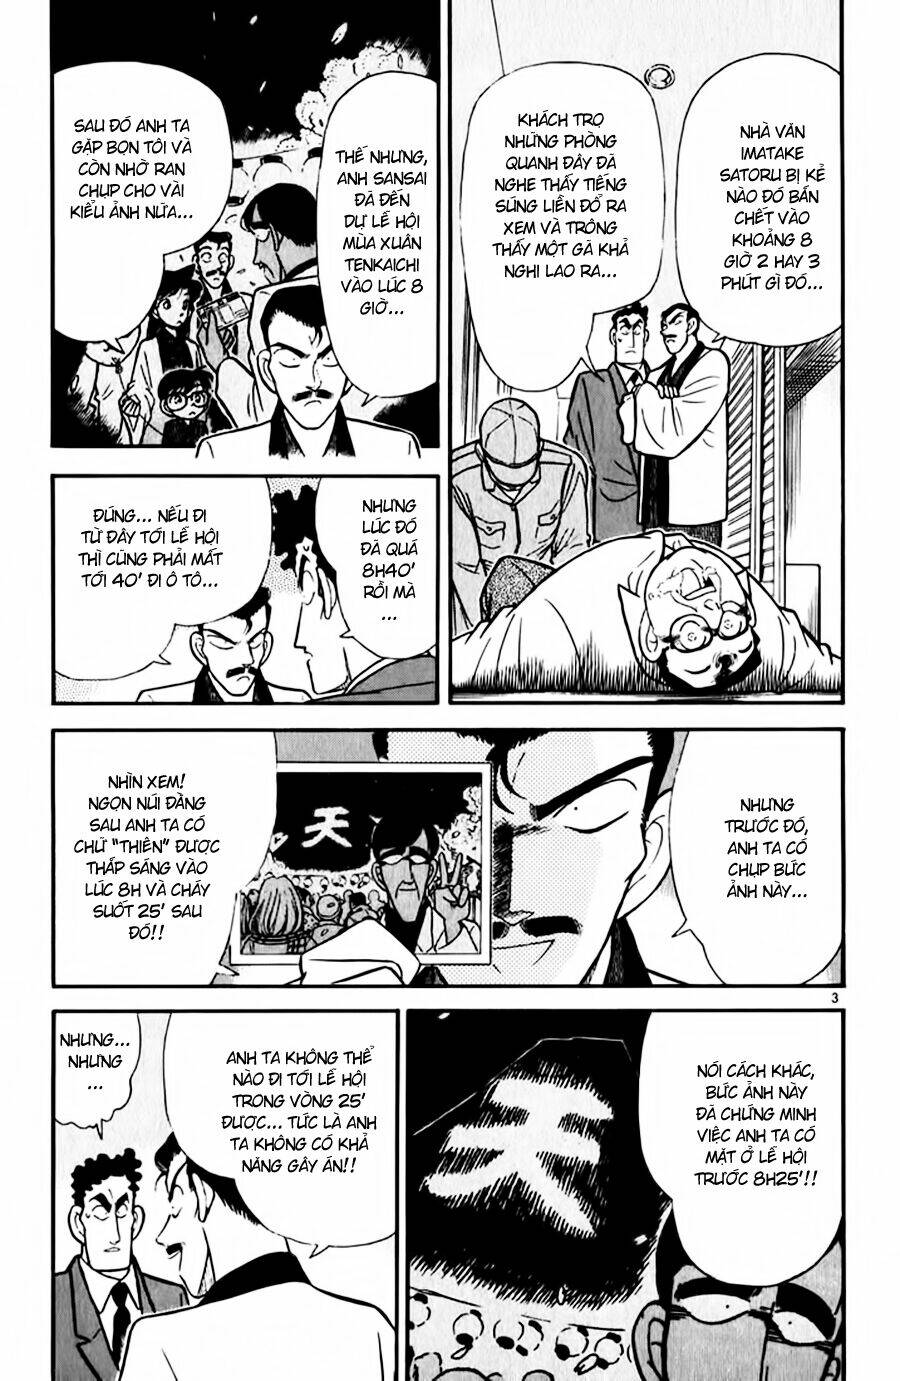 NHÀ VĂN
IMATAKE
SATORU BỊ KẺ
NÀO ĐÓ BẮN
CHẾT VÀO
KHOẢNG 8
GIỜ 2 HAY 3
PHÚT GÌ ĐÓ...
KHÁCH TRỌ
NHỮNG PHÒNG
QUANH ĐÂY ĐÃ
NGHE THẤY TIẾNG
SÚNG LIỀN ĐỔ RA
XEM VÀ TRÔNG
THẤY MỘT GÃ KHẢ
NGHI LAO RA...
THẾ NHƯNG,
ANH SANSAI
ĐÃ ĐẾN
DỰ LỄ HỘI
MÙA XUÂN
TENKAICHI
VÀO LÚC 8
GIỜ...
SAU ĐÓ ANH TA
GẶP BỌN TÔI VÀ
CÒN NHỜ RAN
CHỤP CHO VÀI
KIỂU ẢNH NỮA...
NHƯNG
LÚC ĐÓ
ĐÃ QUÁ
8H40'
RỒI MÀ
...
ĐÚNG... NẾU ĐI
TỪ ĐÂY TỚI LỄ HỘI
THÌ CŨNG PHẢI MẤT
TỚI 40' ĐI Ô TÔ...
NHƯNG
TRƯỚC ĐÓ,
ANH TA CÓ
CHỤP BỨC
ẢNH NÀY...
天
NHÌN XEM!
NGỌN NÚI ĐẰNG
SAU ANH TA CÓ
CHỮ "THIÊN" ĐƯỢC
THẮP SÁNG VÀO
LÚC 8H VÀ CHÁY
SUỐT 25' SAU
ĐÓ!!
3
NÓI CÁCH KHÁC,
BỨC ẢNH NÀY
ĐÃ CHỨNG MINH
VIỆC ANH TA CÓ
MẶT Ở LỄ HỘI
TRƯỚC 8H25'!!
天
ANH TA KHÔNG THỂ
NÀO ĐI TỚI LỄ HỘI
TRONG VÒNG 25'
ĐƯỢC... TỨC LÀ ANH
TA KHÔNG CÓ KHẢ
NĂNG GÂY ÁN!!
NHƯNG...
NHƯNG
...